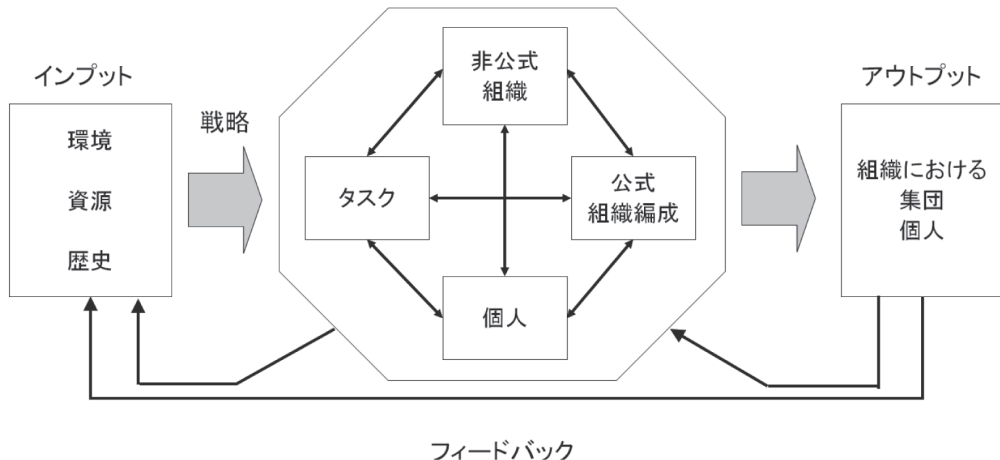 インプット
環境
資源
歴史
戦略
非公式
組織
タスク
公式
組織編成
個人
アウトプット
組織における
集団
個人
フィードバック